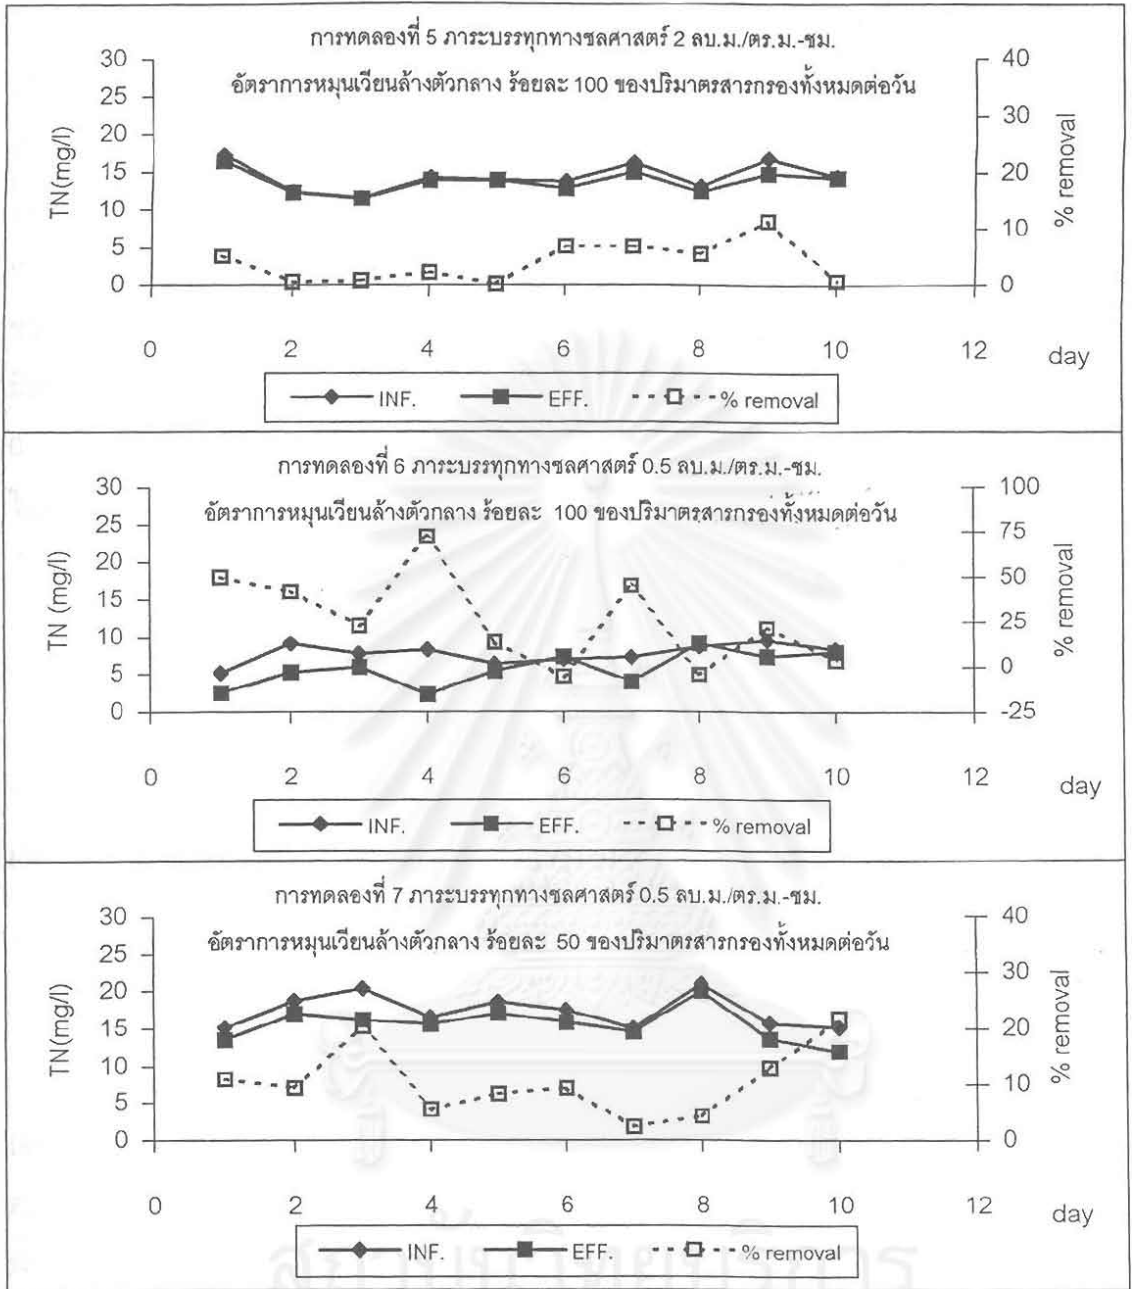 การทดลองที่ 5 ภาระบรรทุกทางชลศาสตร์ 2 ลบ.ม./ตร.ม.-ชม.
อัตราการหมุนเวียนล้างตัวกลาง ร้อยละ 100 ของปริมาตรสารกรองทั้งหมดต่อวัน
TN(mg/l)
30
25
20
15
10
5
0
40
30
20
10
0
% removal
0 2 4 6 8 10 12 day
INF. EFF. % removal
การทดลองที่ 6 ภาระบรรทุกทางชลศาสตร์ 0.5 ลบ.ม./ตร.ม.-ชม.
อัตราการหมุนเวียนล้างตัวกลาง ร้อยละ 100 ของปริมาตรสารกรองทั้งหมดต่อวัน
TN (mg/l)
30
25
20
15
10
5
0
100
75
50
25
0
-25
% removal
0 2 4 6 8 10 12 day
INF. EFF. % removal
การทดลองที่ 7 ภาระบรรทุกทางชลศาสตร์ 0.5 ลบ.ม./ตร.ม.-ชม.
อัตราการหมุนเวียนล้างตัวกลาง ร้อยละ 50 ของปริมาตรสารกรองทั้งหมดต่อวัน
TN(mg/l)
30
25
20
15
10
5
0
40
30
20
10
0
% removal
0 2 4 6 8 10 12 day
INF. EFF. % removal
สถาบันวิทยบริการ